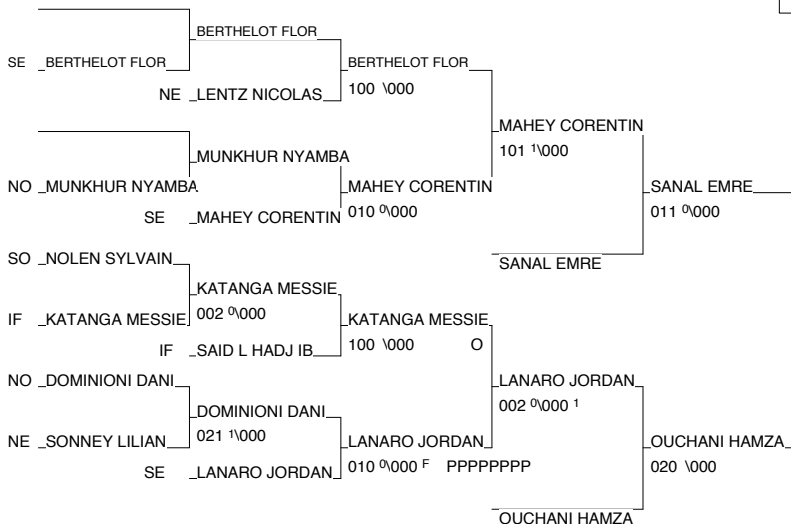 BERTHELOT FLOR
SE BERTHELOT FLOR BERTHELOT FLOR
NE LENTZ NICOLAS 100 \000
MAHEY CORENTIN
MUNKHUR NYAMBA 101 1\000
NO MUNKHUR NYAMBA MAHEY CORENTIN SANAL EMRE
SE MAHEY CORENTIN 010 0\000 011 0\000
SO NOLEN SYLVAIN SANAL EMRE
KATANGA MESSIE
IF KATANGA MESSIE 002 0\000 KATANGA MESSIE
IF SAID L HADJ IB 100 \000 O
NO DOMINIONI DANI LANARO JORDAN
DOMINIONI DANI 002 0\000 1
NE SONNEY LILIAN 021 1\000 LANARO JORDAN OUCHANI HAMZA
SE LANARO JORDAN 010 0\000 F PPPPPPPP 020 \000
OUCHANI HAMZA